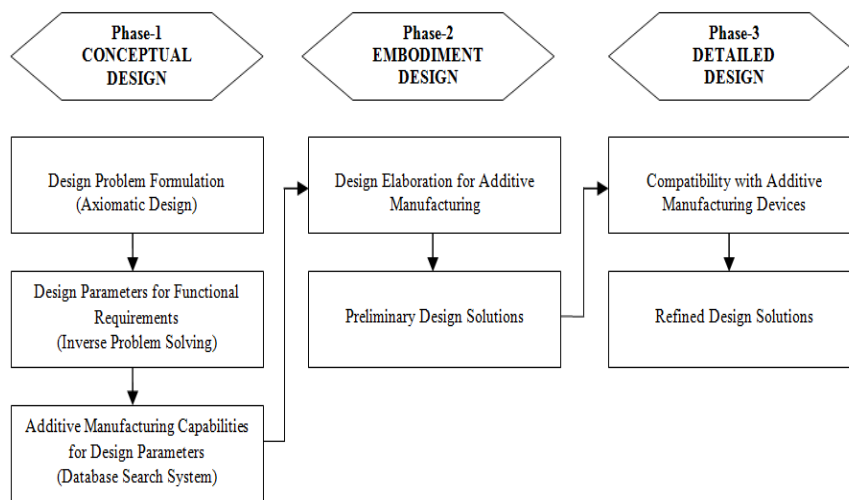 Phase-1
CONCEPTUAL
DESIGN
Phase-2
EMBODIMENT
DESIGN
Phase-3
DETAILED
DESIGN
Design Problem Formulation
(Axiomatic Design)
Design Parameters for Functional
Requirements
(Inverse Problem Solving)
Additive Manufacturing Capabilities
for Design Parameters
(Database Search System)
Design Elaboration for Additive
Manufacturing
Preliminary Design Solutions
Compatibility with Additive
Manufacturing Devices
Refined Design Solutions